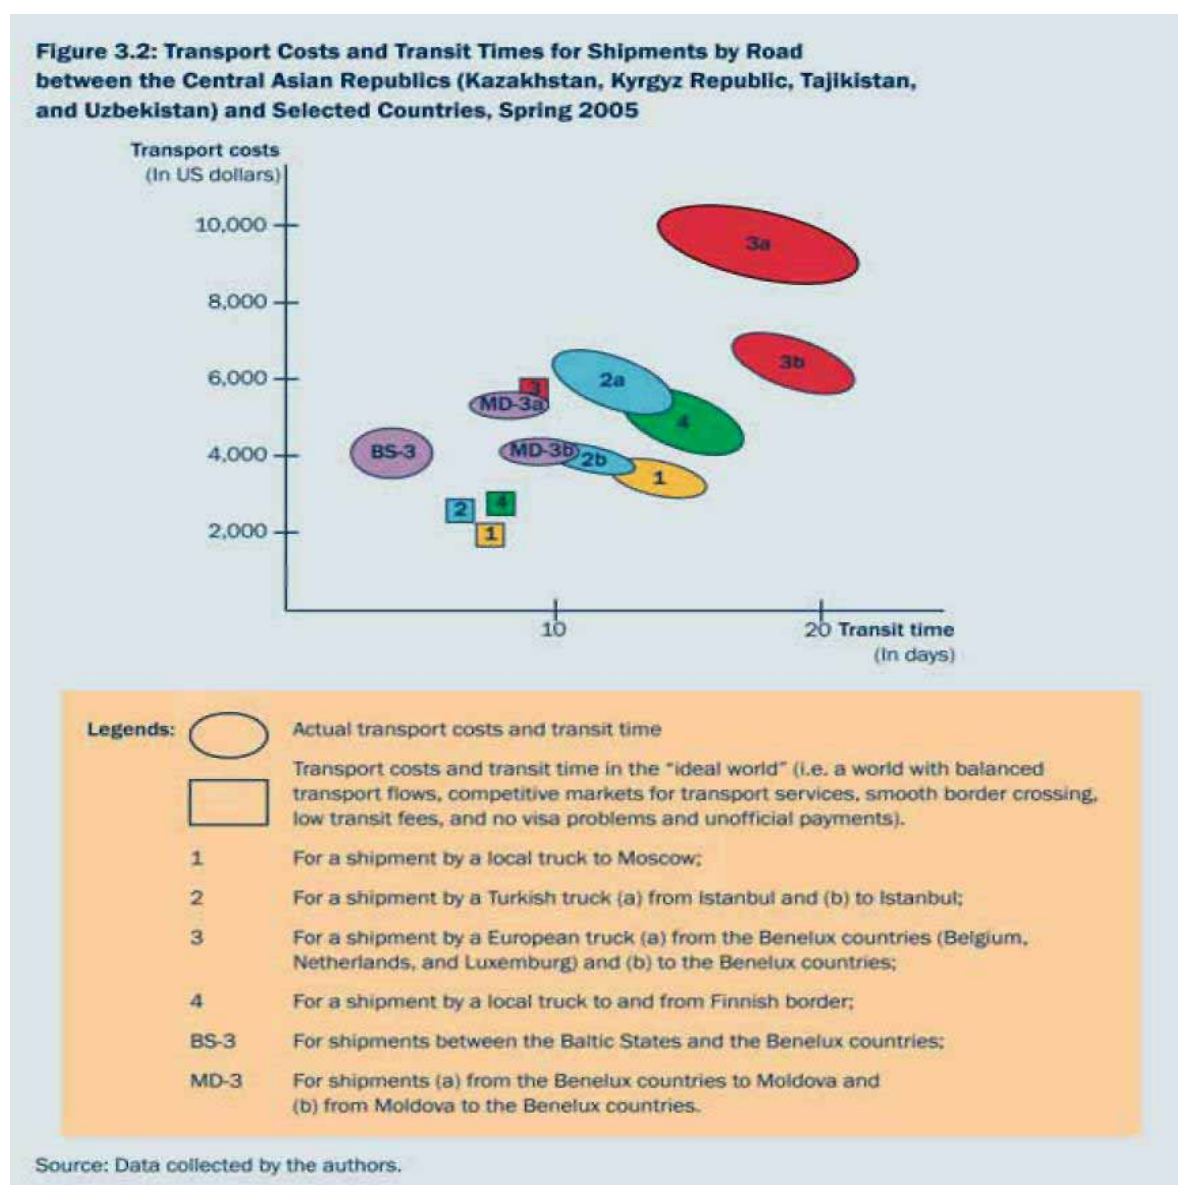 Figure 3.2: Transport Costs and Transit Times for Shipments by Road
between the Central Asian Republics (Kazakhstan, Kyrgyz Republic, Tajikistan,
and Uzbekistan) and Selected Countries, Spring 2005
Transport costs
(In US dollars)
10,000
3a
8,000
3b
6,000
2a
3
MD-3a
4
4,000
BS-3
MD-3b
2b
1
2
4
2,000
1
10
20 Transit time
(In days)
Legends:
Actual transport costs and transit time
Transport costs and transit time in the "ideal world" (i.e. a world with balanced
transport flows, competitive markets for transport services, smooth border crossing,
low transit fees, and no visa problems and unofficial payments).
1 For a shipment by a local truck to Moscow;
2 For a shipment by a Turkish truck (a) from Istanbul and (b) to Istanbul;
3 For a shipment by a European truck (a) from the Benelux countries (Belgium,
Netherlands, and Luxemburg) and (b) to the Benelux countries;
4 For a shipment by a local truck to and from Finnish border;
BS-3 For shipments between the Baltic States and the Benelux countries;
MD-3 For shipments (a) from the Benelux countries to Moldova and
(b) from Moldova to the Benelux countries.
Source: Data collected by the authors.